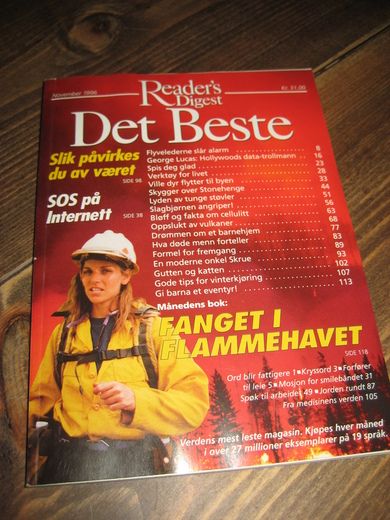 November 1996
Kr. 31,00
Reader's
Digest
Det Beste
Slik påvirkes
du av været
SIDE 98
SOS på
Internett
SIDE 38
Flyvelederne slår alarm 8
George Lucas: Hollywoods data-trollmann 16
Spis deg glad 23
Verktøy for livet 28
Ville dyr flytter til byen 33
Skygger over Stonehenge 44
Lyden av tunge støvler 51
Slagbjørnen angriper! 56
Bløff og fakta om cellulitt 63
Oppslukt av vulkaner 68
Drømmen om et barnehjem 77
Hva døde menn forteller 83
Formel for fremgang 89
En moderne onkel Skrue 93
Gutten og katten 102
Gode tips for vinterkjøring 107
Gi barna et eventyr! 113
Månedens bok:
FANGET I
FLAMMEHAVET
SIDE 118
Ord blir fattigere 1 ▪ Kryssord 3 ▪ Forfører
til leie 5 ▪ Mosjon for smilebåndet 31
Spøk til arbeidet 49 ▪ Jorden rundt 87
Fra medisinens verden 105
Verdens mest leste magasin. Kjøpes hver måned
i over 27 millioner eksemplarer på 19 språk.